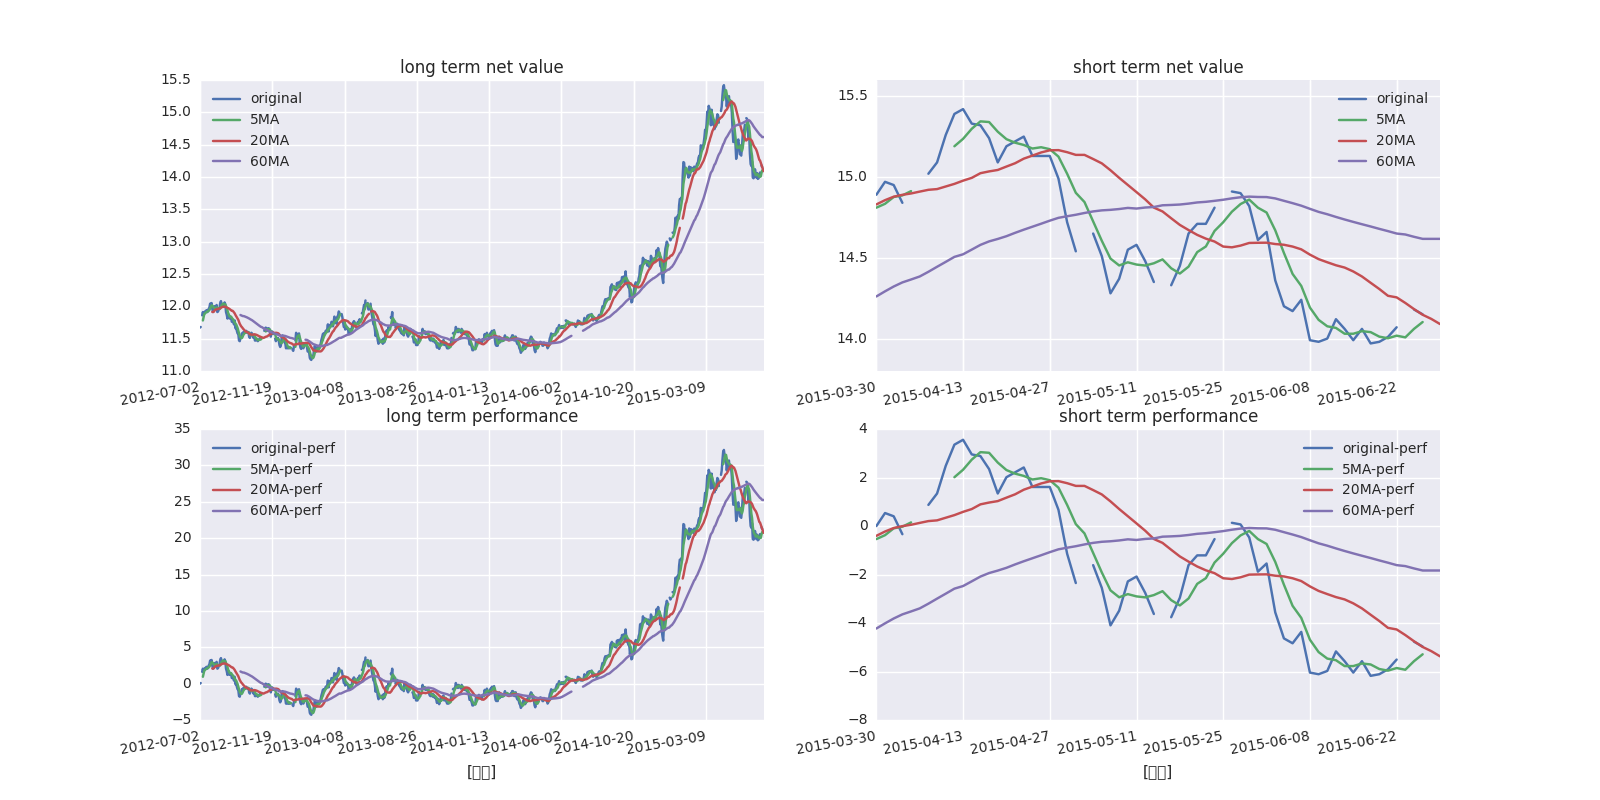 long term net value
15.5
15.0
14.5
14.0
13.5
13.0
12.5
12.0
11.5
11.0
original
5MA
20MA
60MA
2012-07-02 2012-11-19 2013-04-08 2013-08-26 2014-01-13 2014-06-02 2014-10-20 2015-03-09
short term net value
15.5
15.0
14.5
14.0
original
5MA
20MA
60MA
2015-03-30 2015-04-13 2015-04-27 2015-05-11 2015-05-25 2015-06-08 2015-06-22
long term performance
35
30
25
20
15
10
5
0
−5
original-perf
5MA-perf
20MA-perf
60MA-perf
2012-07-02 2012-11-19 2013-04-08 2013-08-26 2014-01-13 2014-06-02 2014-10-20 2015-03-09
[▯▯]
short term performance
4
2
0
−2
−4
−6
−8
original-perf
5MA-perf
20MA-perf
60MA-perf
2015-03-30 2015-04-13 2015-04-27 2015-05-11 2015-05-25 2015-06-08 2015-06-22
[▯▯]